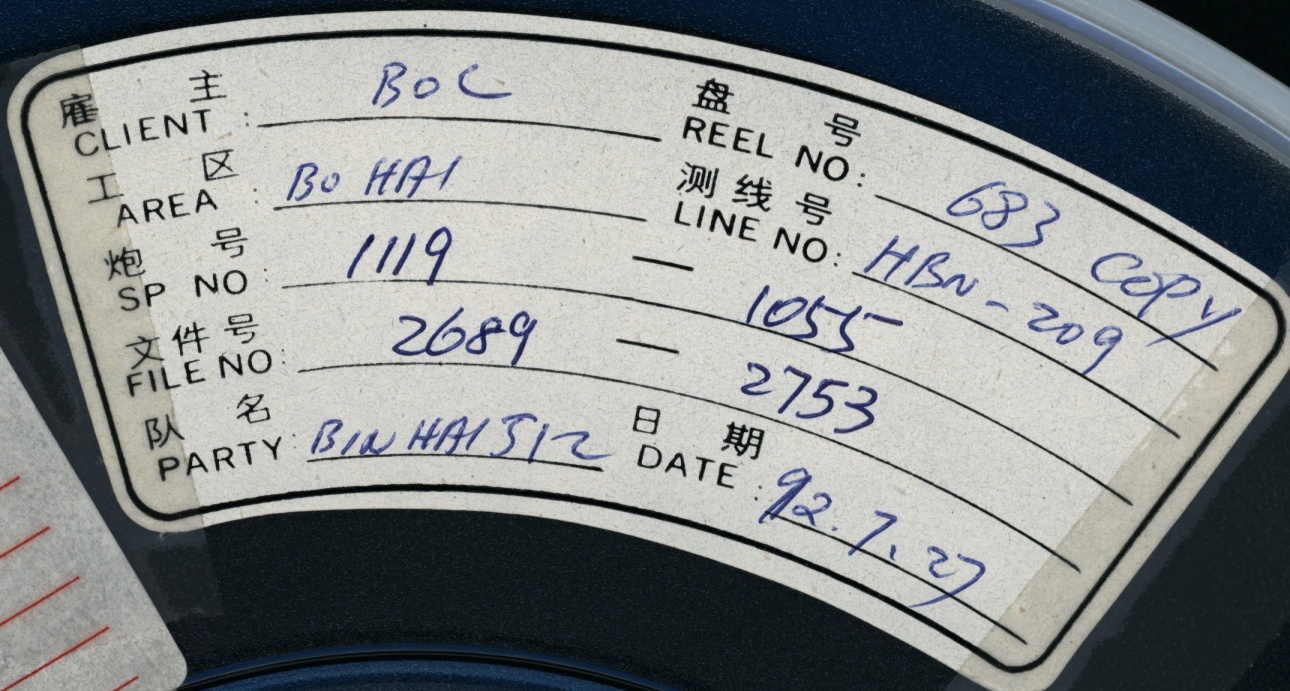 雇主 BOC 盘号
CLIENT : REEL NO: 683 COPY
工区 BO HAI 测线号
AREA : LINE NO: HBN-209
炮号 1119 — 1055
SP NO :
文件号 2689 — 2753
FILE NO :
队名 BIN HAI 512 日期
PARTY : DATE : 92.7.27